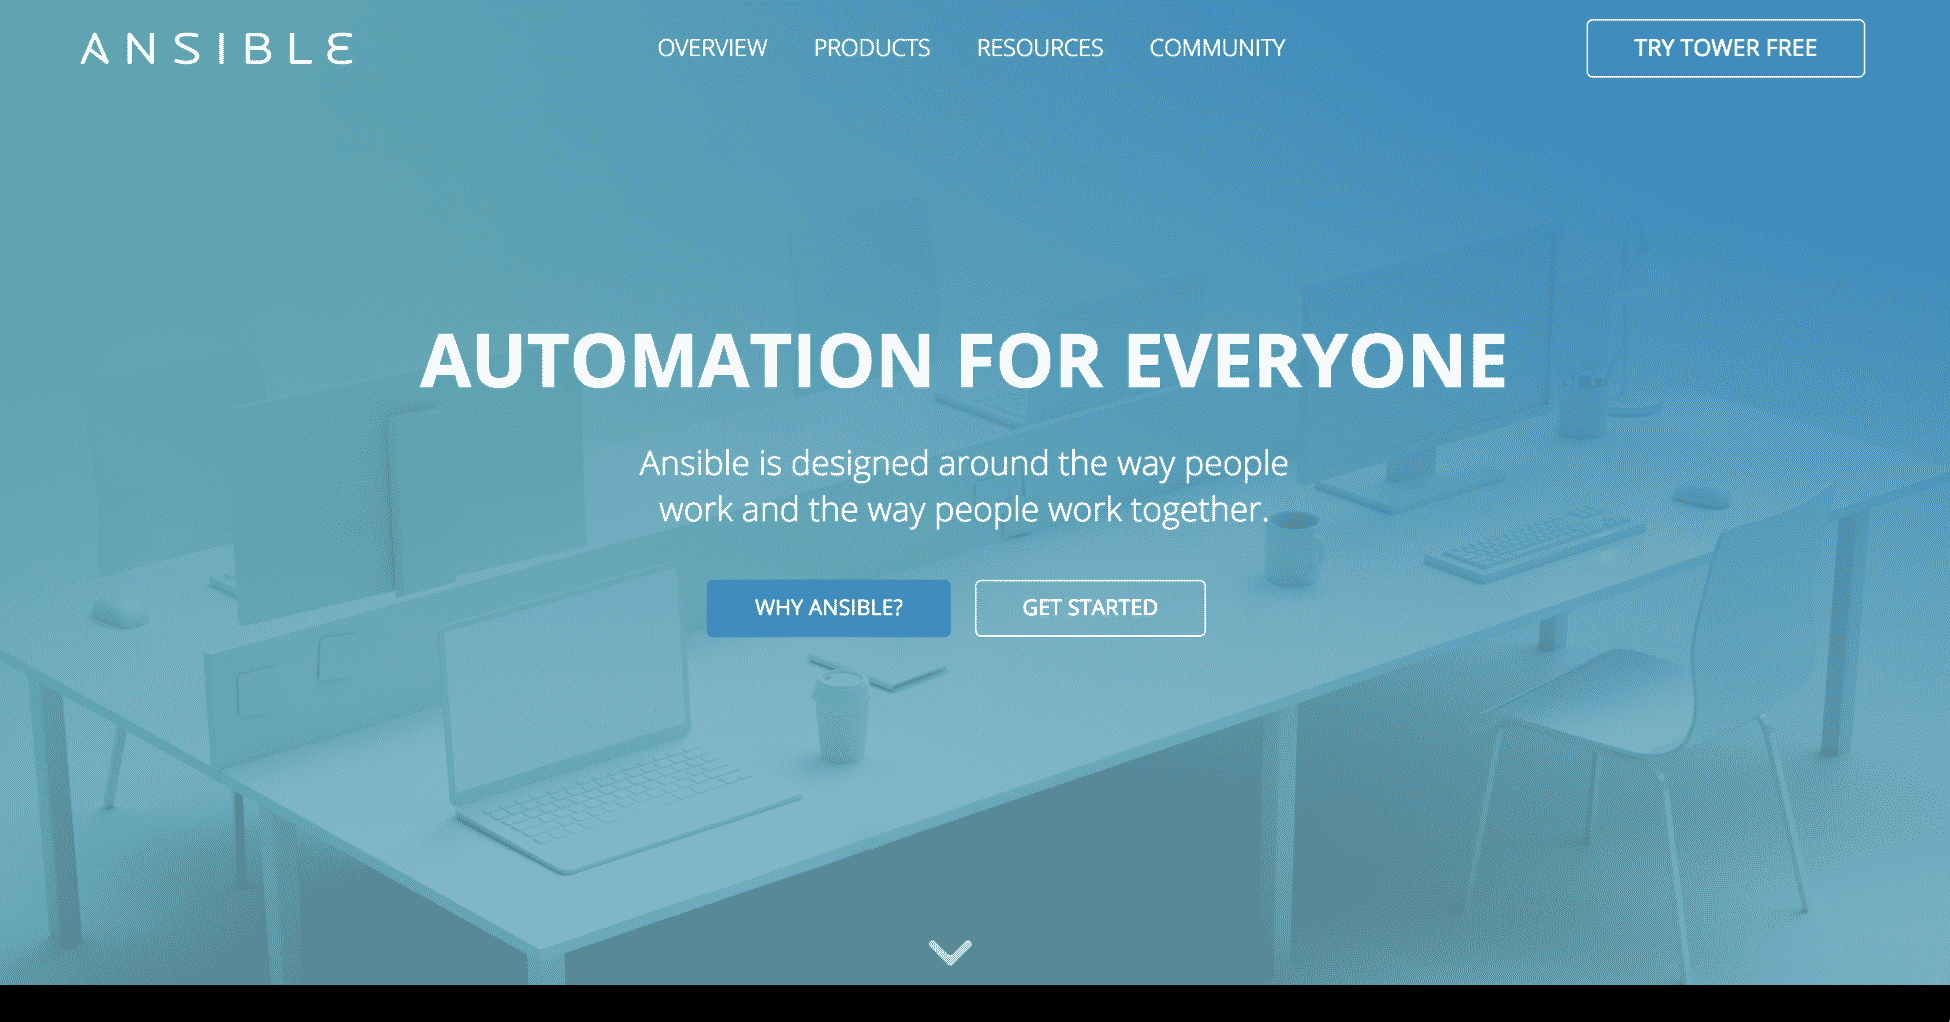 ANSIBLE
OVERVIEW PRODUCTS RESOURCES COMMUNITY
TRY TOWER FREE
AUTOMATION FOR EVERYONE
Ansible is designed around the way people
work and the way people work together.
WHY ANSIBLE?
GET STARTED